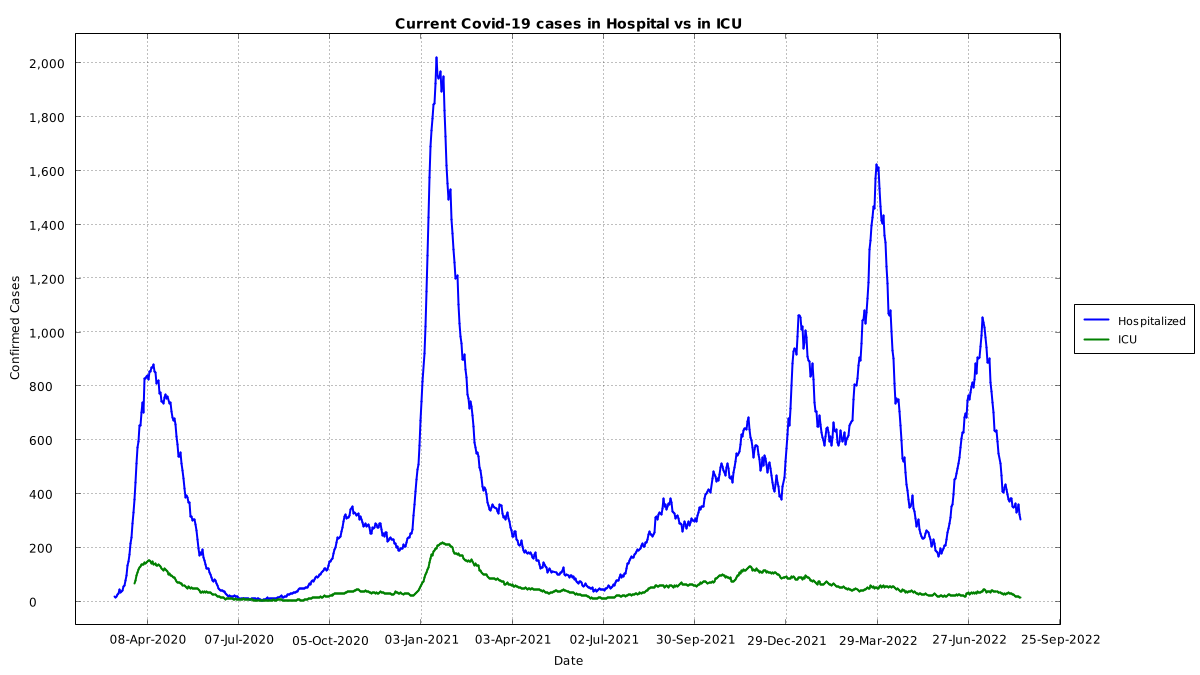 Current Covid-19 cases in Hospital vs in ICU
Confirmed Cases
2,000
1,800
1,600
1,400
1,200
1,000
800
600
400
200
0
08-Apr-2020 07-Jul-2020 05-Oct-2020 03-Jan-2021 03-Apr-2021 02-Jul-2021 30-Sep-2021 29-Dec-2021 29-Mar-2022 27-Jun-2022 25-Sep-2022
Date
Hospitalized
ICU